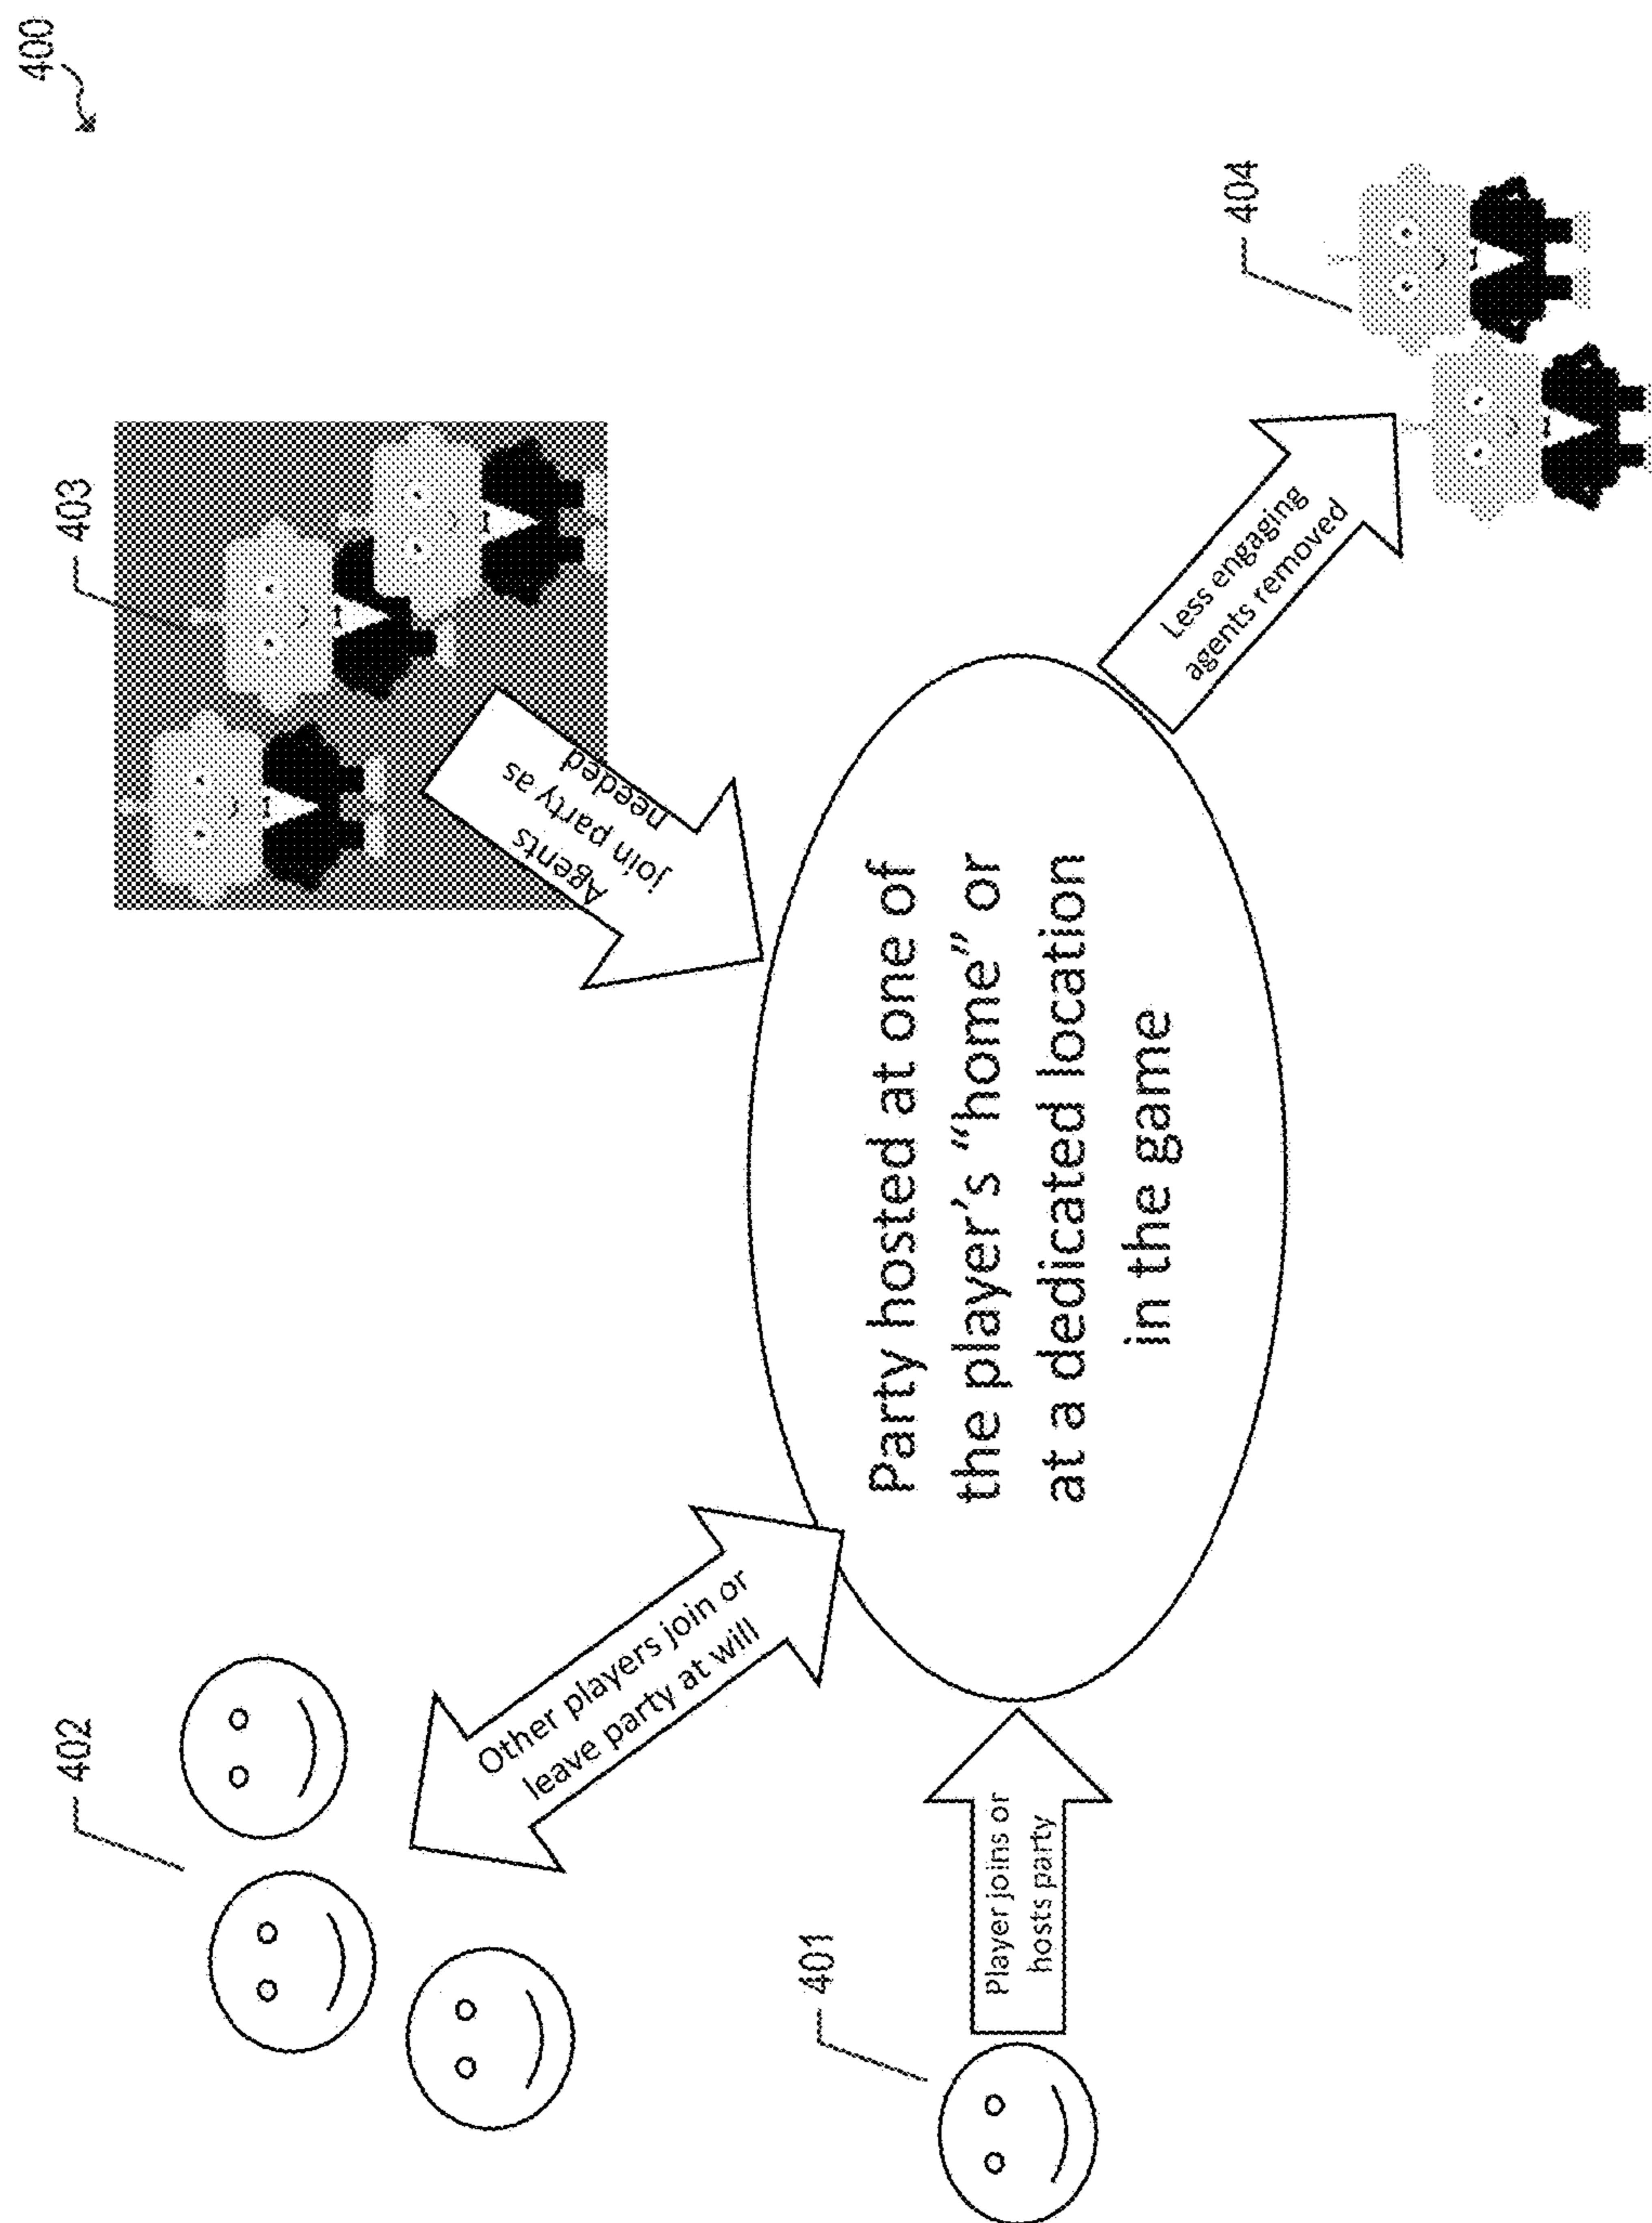 400
402
403
Other players join or
leave party at will
Agents
join party as
needed
401
Player joins or
hosts party
Party hosted at one of
the player's “home” or
at a dedicated location
in the game
Less engaging
agents removed
404